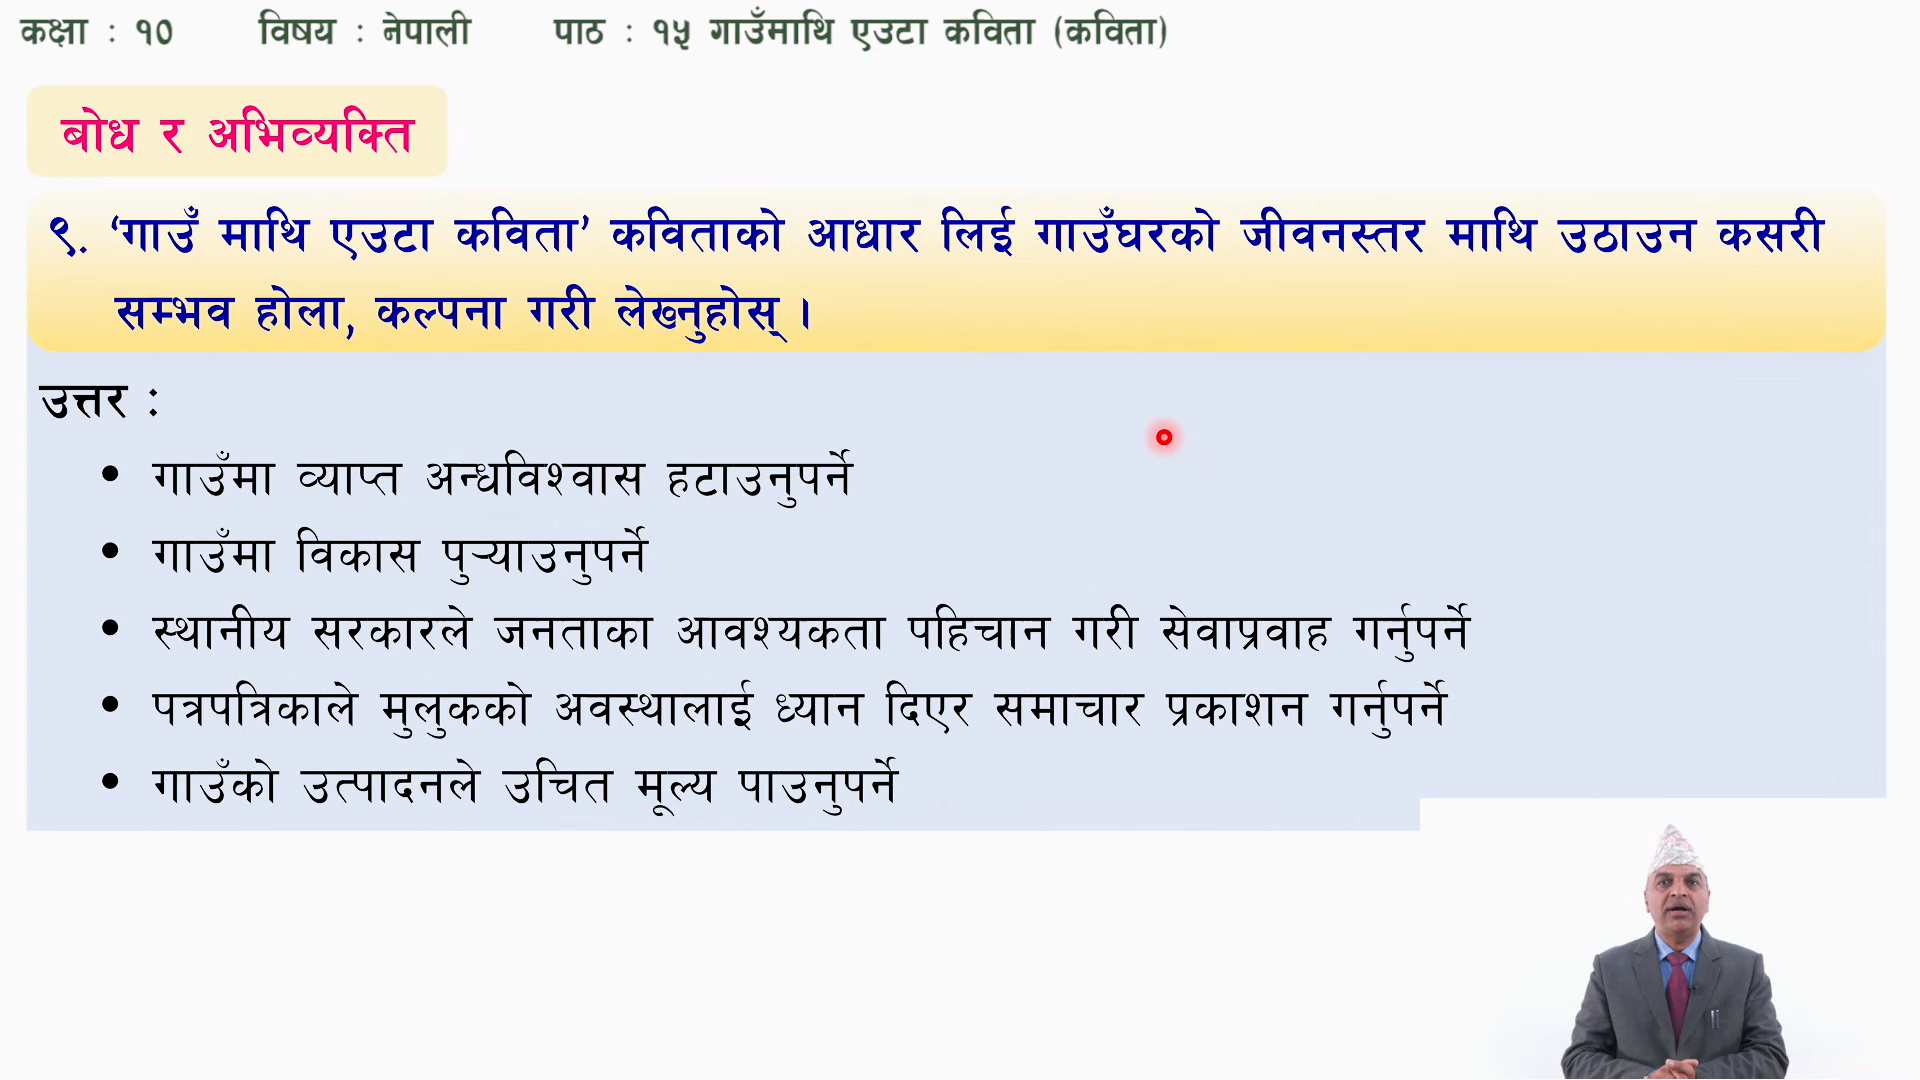 कक्षा : १० विषय : नेपाली पाठ : १५ गाउँमाथि एउटा कविता (कविता)
बोध र अभिव्यक्ति
९. ‘गाउँ माथि एउटा कविता’ कविताको आधार लिई गाउँघरको जीवनस्तर माथि उठाउन कसरी
सम्भव होला, कल्पना गरी लेख्नुहोस् ।
उत्तर :
• गाउँमा व्याप्त अन्धविश्वास हटाउनुपर्ने
• गाउँमा विकास पुऱ्याउनुपर्ने
• स्थानीय सरकारले जनताका आवश्यकता पहिचान गरी सेवाप्रवाह गर्नुपर्ने
• पत्रपत्रिकाले मुलुकको अवस्थालाई ध्यान दिएर समाचार प्रकाशन गर्नुपर्ने
• गाउँको उत्पादनले उचित मूल्य पाउनुपर्ने